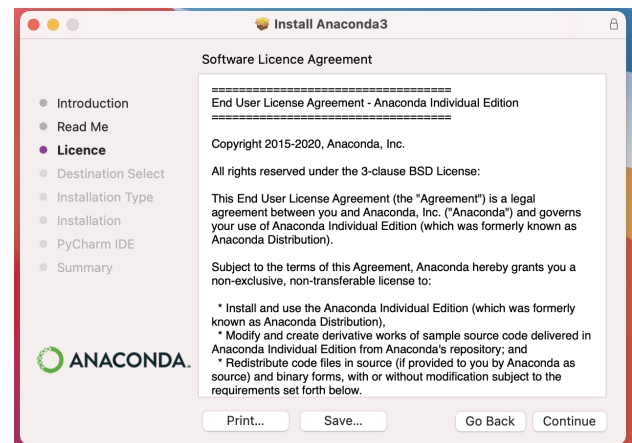 Install Anaconda3
Software Licence Agreement
Introduction
Read Me
Licence
Destination Select
Installation Type
Installation
PyCharm IDE
Summary
ANACONDA.
===================================
End User License Agreement - Anaconda Individual Edition
===================================
Copyright 2015-2020, Anaconda, Inc.
All rights reserved under the 3-clause BSD License:
This End User License Agreement (the "Agreement") is a legal
agreement between you and Anaconda, Inc. ("Anaconda") and governs
your use of Anaconda Individual Edition (which was formerly known as
Anaconda Distribution).
Subject to the terms of this Agreement, Anaconda hereby grants you a
non-exclusive, non-transferable license to:
* Install and use the Anaconda Individual Edition (which was formerly
known as Anaconda Distribution),
* Modify and create derivative works of sample source code delivered in
Anaconda Individual Edition from Anaconda's repository; and
* Redistribute code files in source (if provided to you by Anaconda as
source) and binary forms, with or without modification subject to the
requirements set forth below.
Print...
Save...
Go Back
Continue